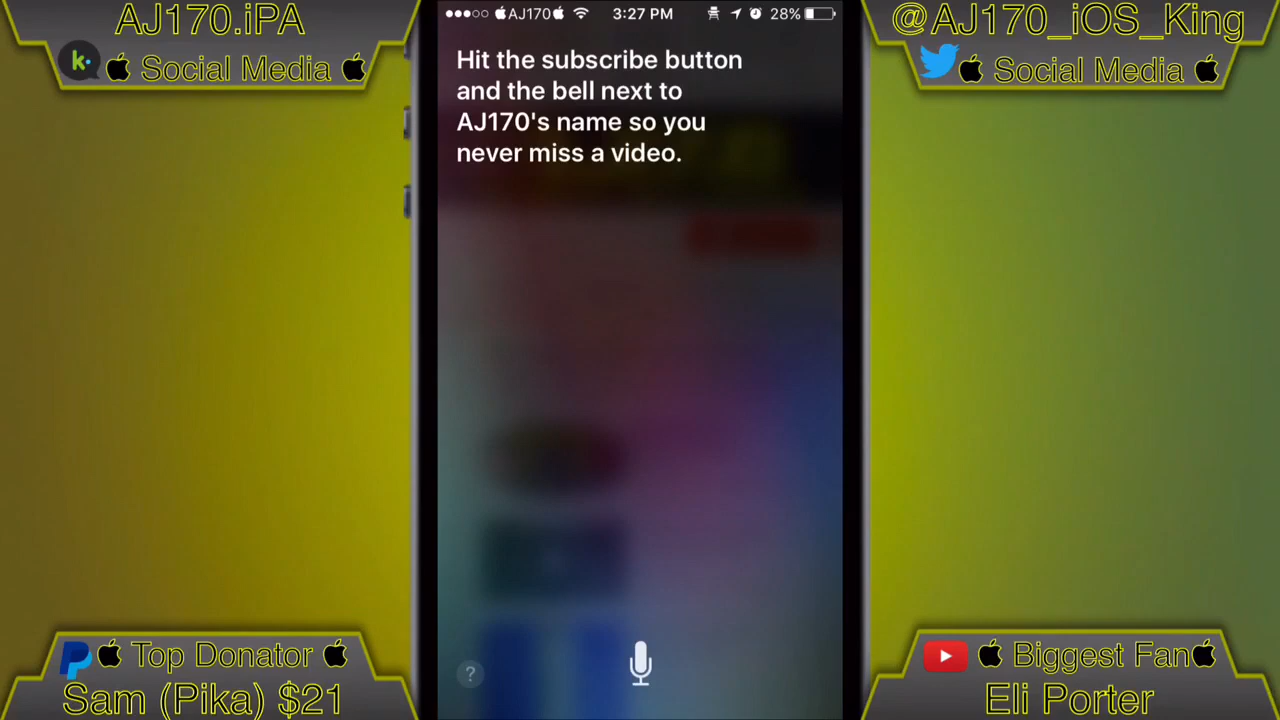 AJ170.iPA
Social Media
AJ170 3:27 PM 28%
Hit the subscribe button
and the bell next to
AJ170's name so you
never miss a video.
?
@AJ170_iOS_King
Social Media
Top Donator
Sam (Pika) $21
Biggest Fan
Eli Porter